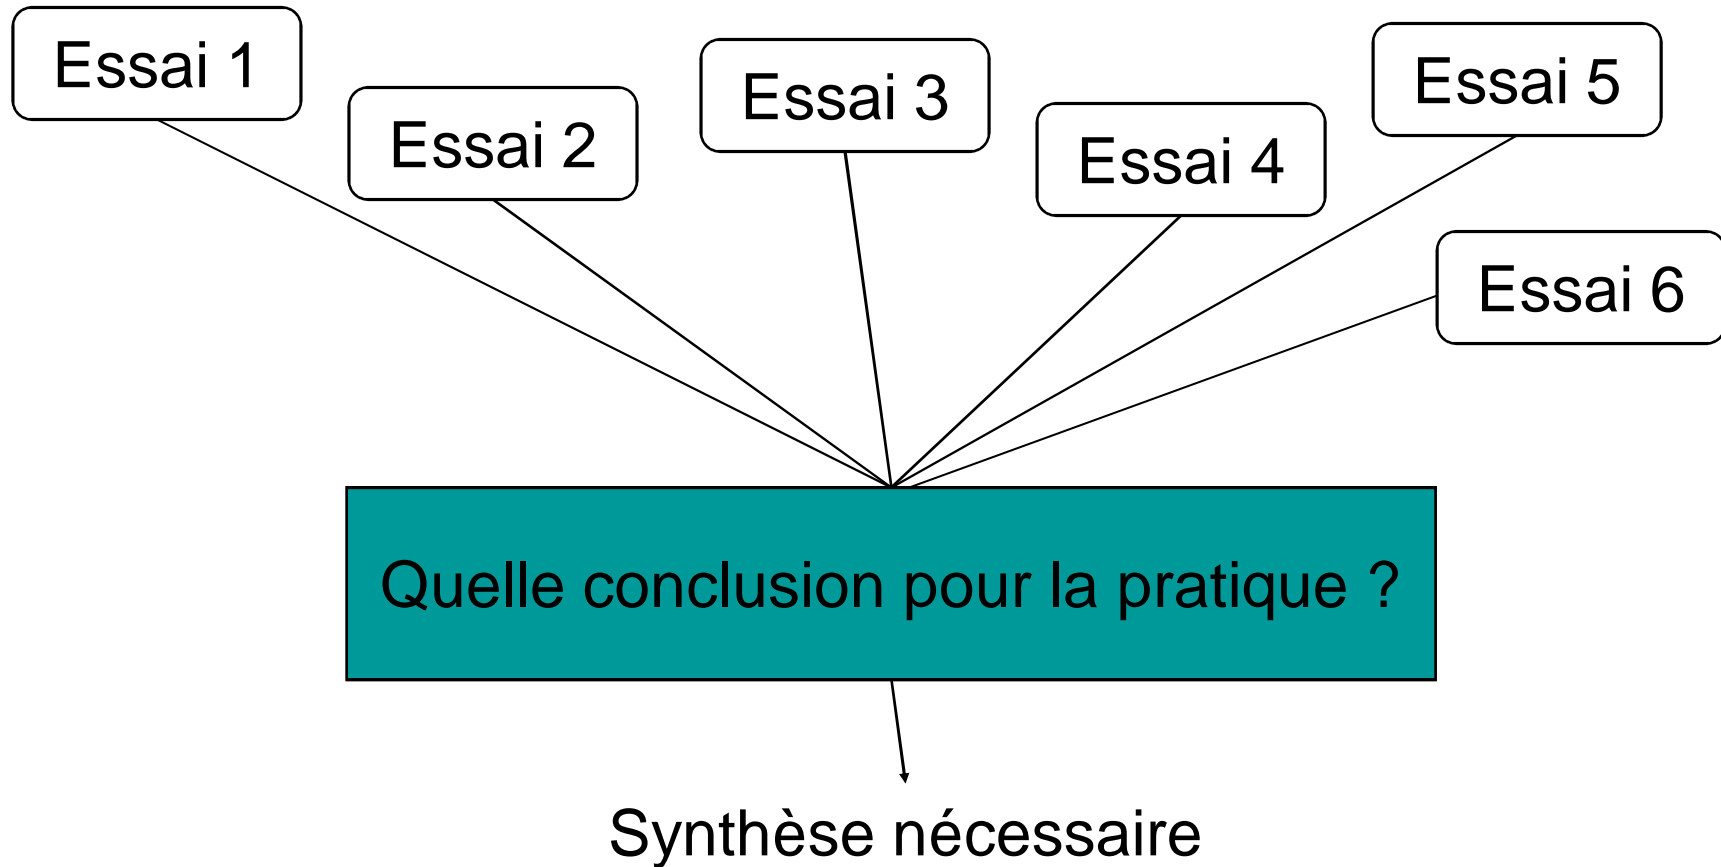 Essai 1
Essai 2
Essai 3
Essai 4
Essai 5
Essai 6
Quelle conclusion pour la pratique ?
Synthèse nécessaire